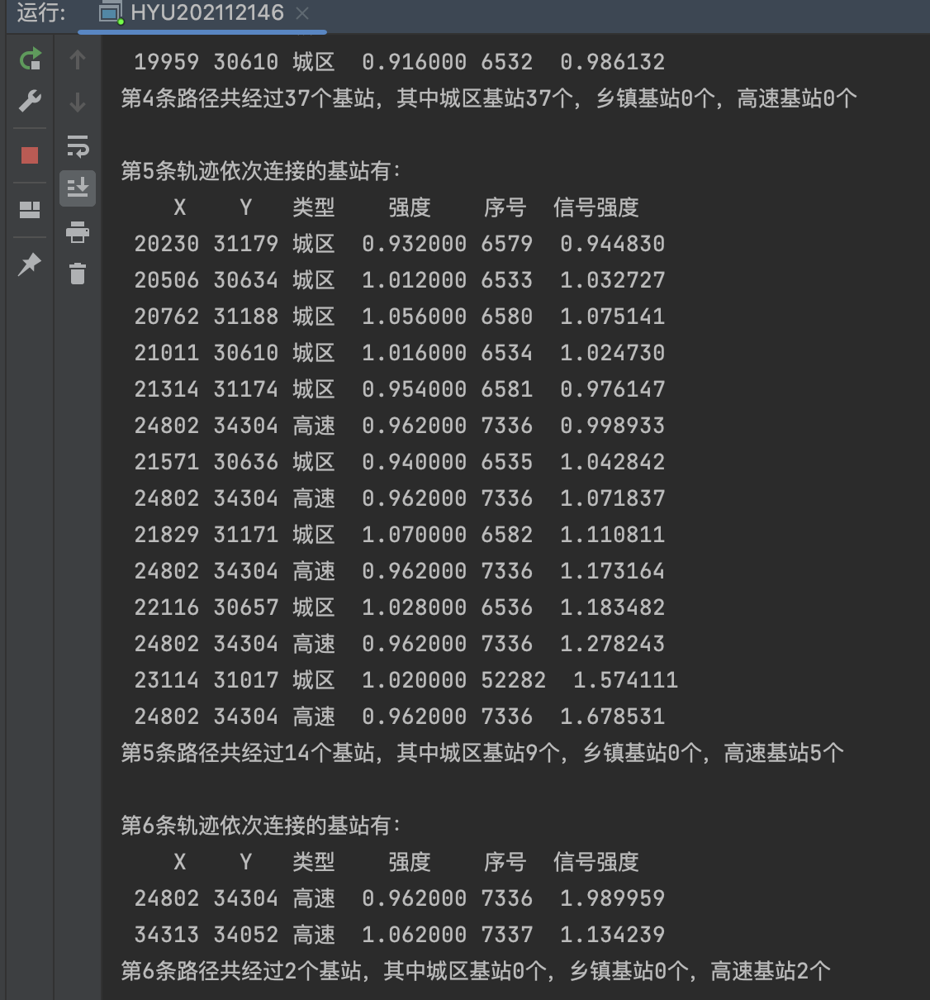 运行: HYU202112146 ×
19959 30610 城区 0.916000 6532 0.986132
第4条路径共经过37个基站，其中城区基站37个，乡镇基站0个，高速基站0个
第5条轨迹依次连接的基站有：
X Y 类型 强度 序号 信号强度
20230 31179 城区 0.932000 6579 0.944830
20506 30634 城区 1.012000 6533 1.032727
20762 31188 城区 1.056000 6580 1.075141
21011 30610 城区 1.016000 6534 1.024730
21314 31174 城区 0.954000 6581 0.976147
24802 34304 高速 0.962000 7336 0.998933
21571 30636 城区 0.940000 6535 1.042842
24802 34304 高速 0.962000 7336 1.071837
21829 31171 城区 1.070000 6582 1.110811
24802 34304 高速 0.962000 7336 1.173164
22116 30657 城区 1.028000 6536 1.183482
24802 34304 高速 0.962000 7336 1.278243
23114 31017 城区 1.020000 52282 1.574111
24802 34304 高速 0.962000 7336 1.678531
第5条路径共经过14个基站，其中城区基站9个，乡镇基站0个，高速基站5个
第6条轨迹依次连接的基站有：
X Y 类型 强度 序号 信号强度
24802 34304 高速 0.962000 7336 1.989959
34313 34052 高速 1.062000 7337 1.134239
第6条路径共经过2个基站，其中城区基站0个，乡镇基站0个，高速基站2个